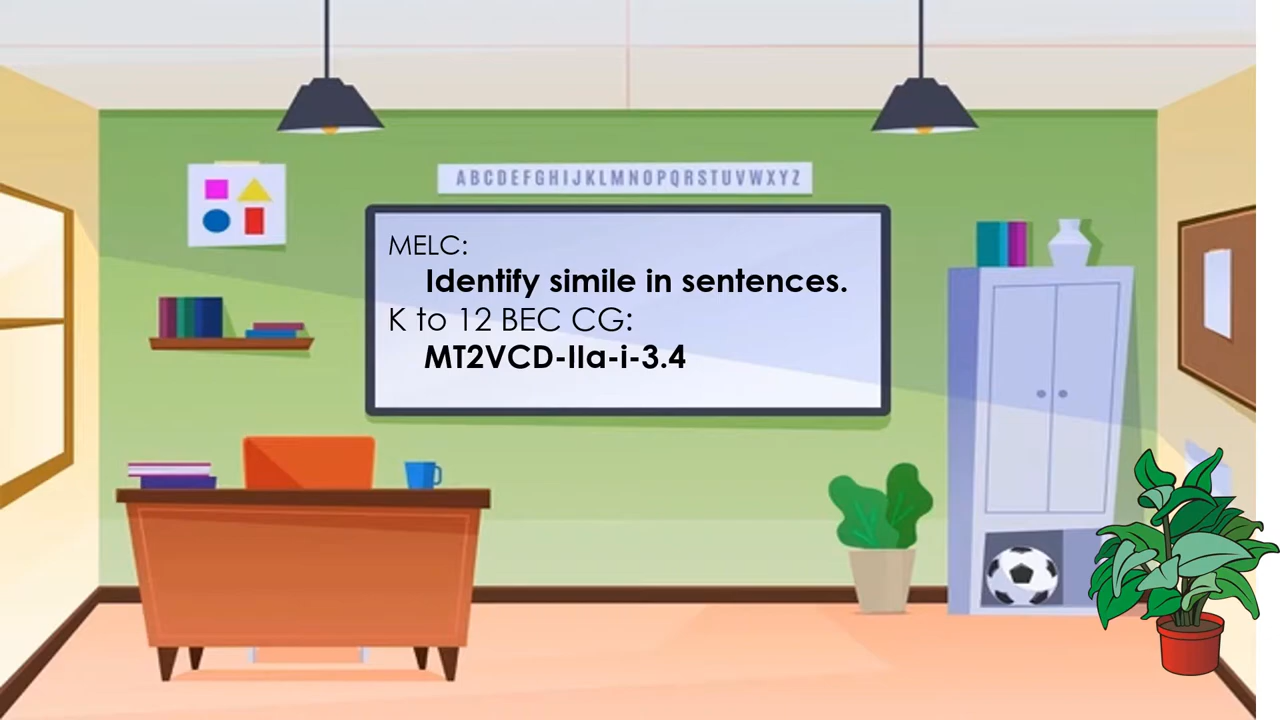 ABCDEFGHIJKLMNOPQRSTUVWXYZ
MELC:
Identify simile in sentences.
K to 12 BEC CG:
MT2VCD-IIa-i-3.4